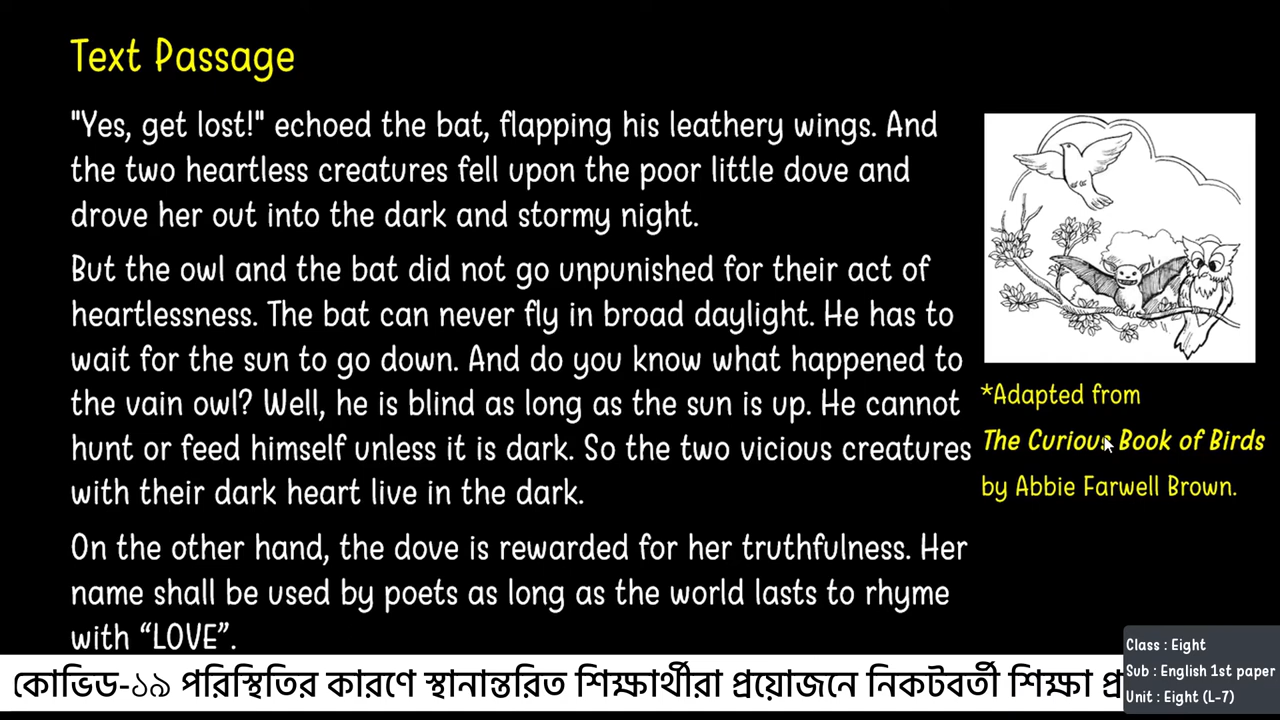 Text Passage
"Yes, get lost!" echoed the bat, flapping his leathery wings. And
the two heartless creatures fell upon the poor little dove and
drove her out into the dark and stormy night.
But the owl and the bat did not go unpunished for their act of
heartlessness. The bat can never fly in broad daylight. He has to
wait for the sun to go down. And do you know what happened to
the vain owl? Well, he is blind as long as the sun is up. He cannot
hunt or feed himself unless it is dark. So the two vicious creatures
with their dark heart live in the dark.
On the other hand, the dove is rewarded for her truthfulness. Her
name shall be used by poets as long as the world lasts to rhyme
with “LOVE”.
*Adapted from
The Curious Book of Birds
by Abbie Farwell Brown.
Class : Eight
Sub : English 1st paper
Unit : Eight (L-7)
কোভিড-১৯ পরিস্থিতির কারণে স্থানান্তরিত শিক্ষার্থীরা প্রয়োজনে নিকটবর্তী শিক্ষা